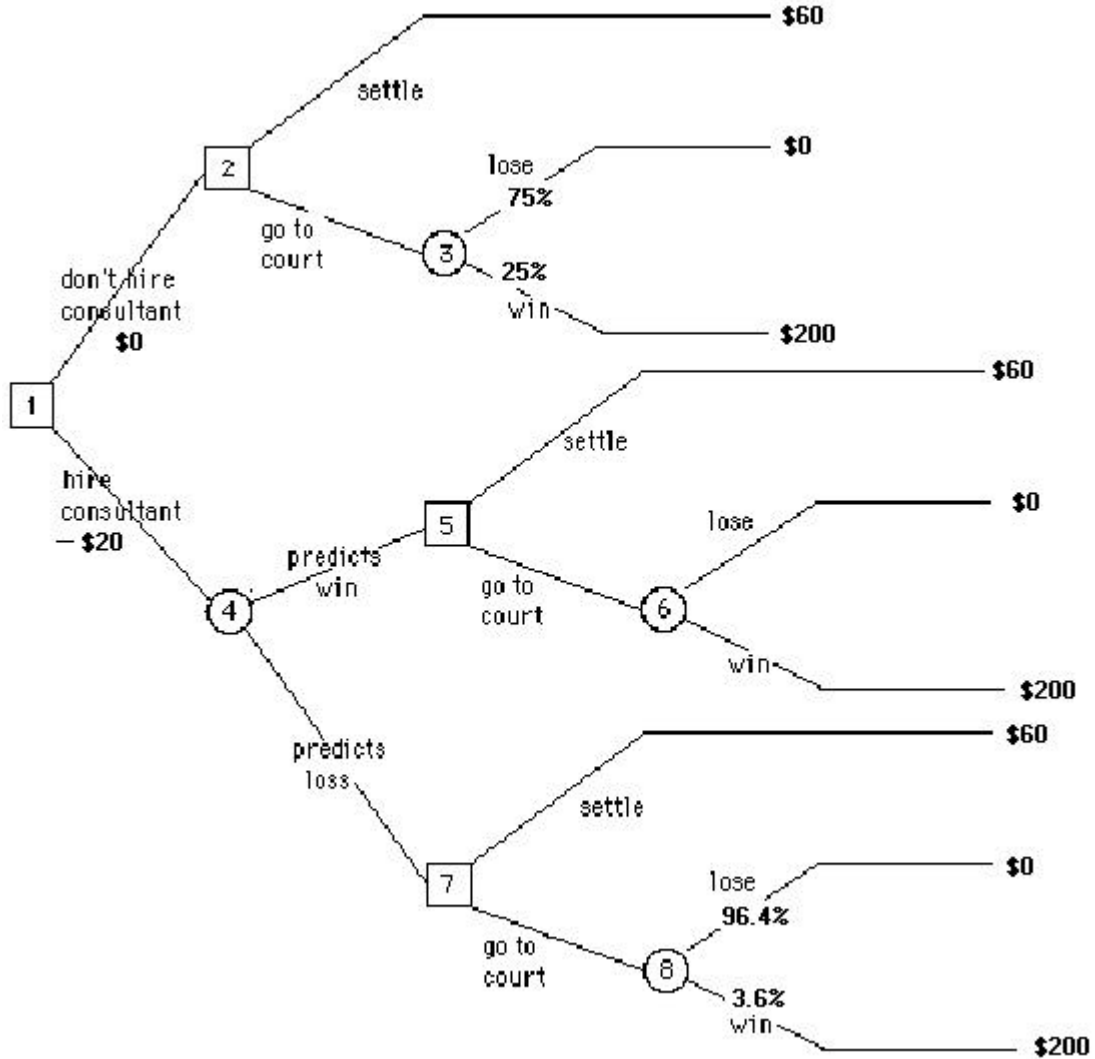 $60
settle
2
lose
$0
75%
go to
court
3
25%
win
$200
don't hire
consultant
$0
1
$60
settle
hire
consultant
– $20
5
lose
$0
predicts
win
go to
court
6
4
win
$200
$60
predicts
loss
settle
7
lose
$0
96.4%
go to
court
8
3.6%
win
$200